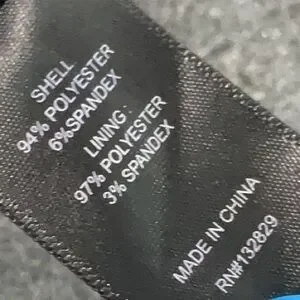 SHELL
94% POLYESTER
6%SPANDEX
LINING:
97% POLYESTER
3% SPANDEX
MADE IN CHINA
RN#132829